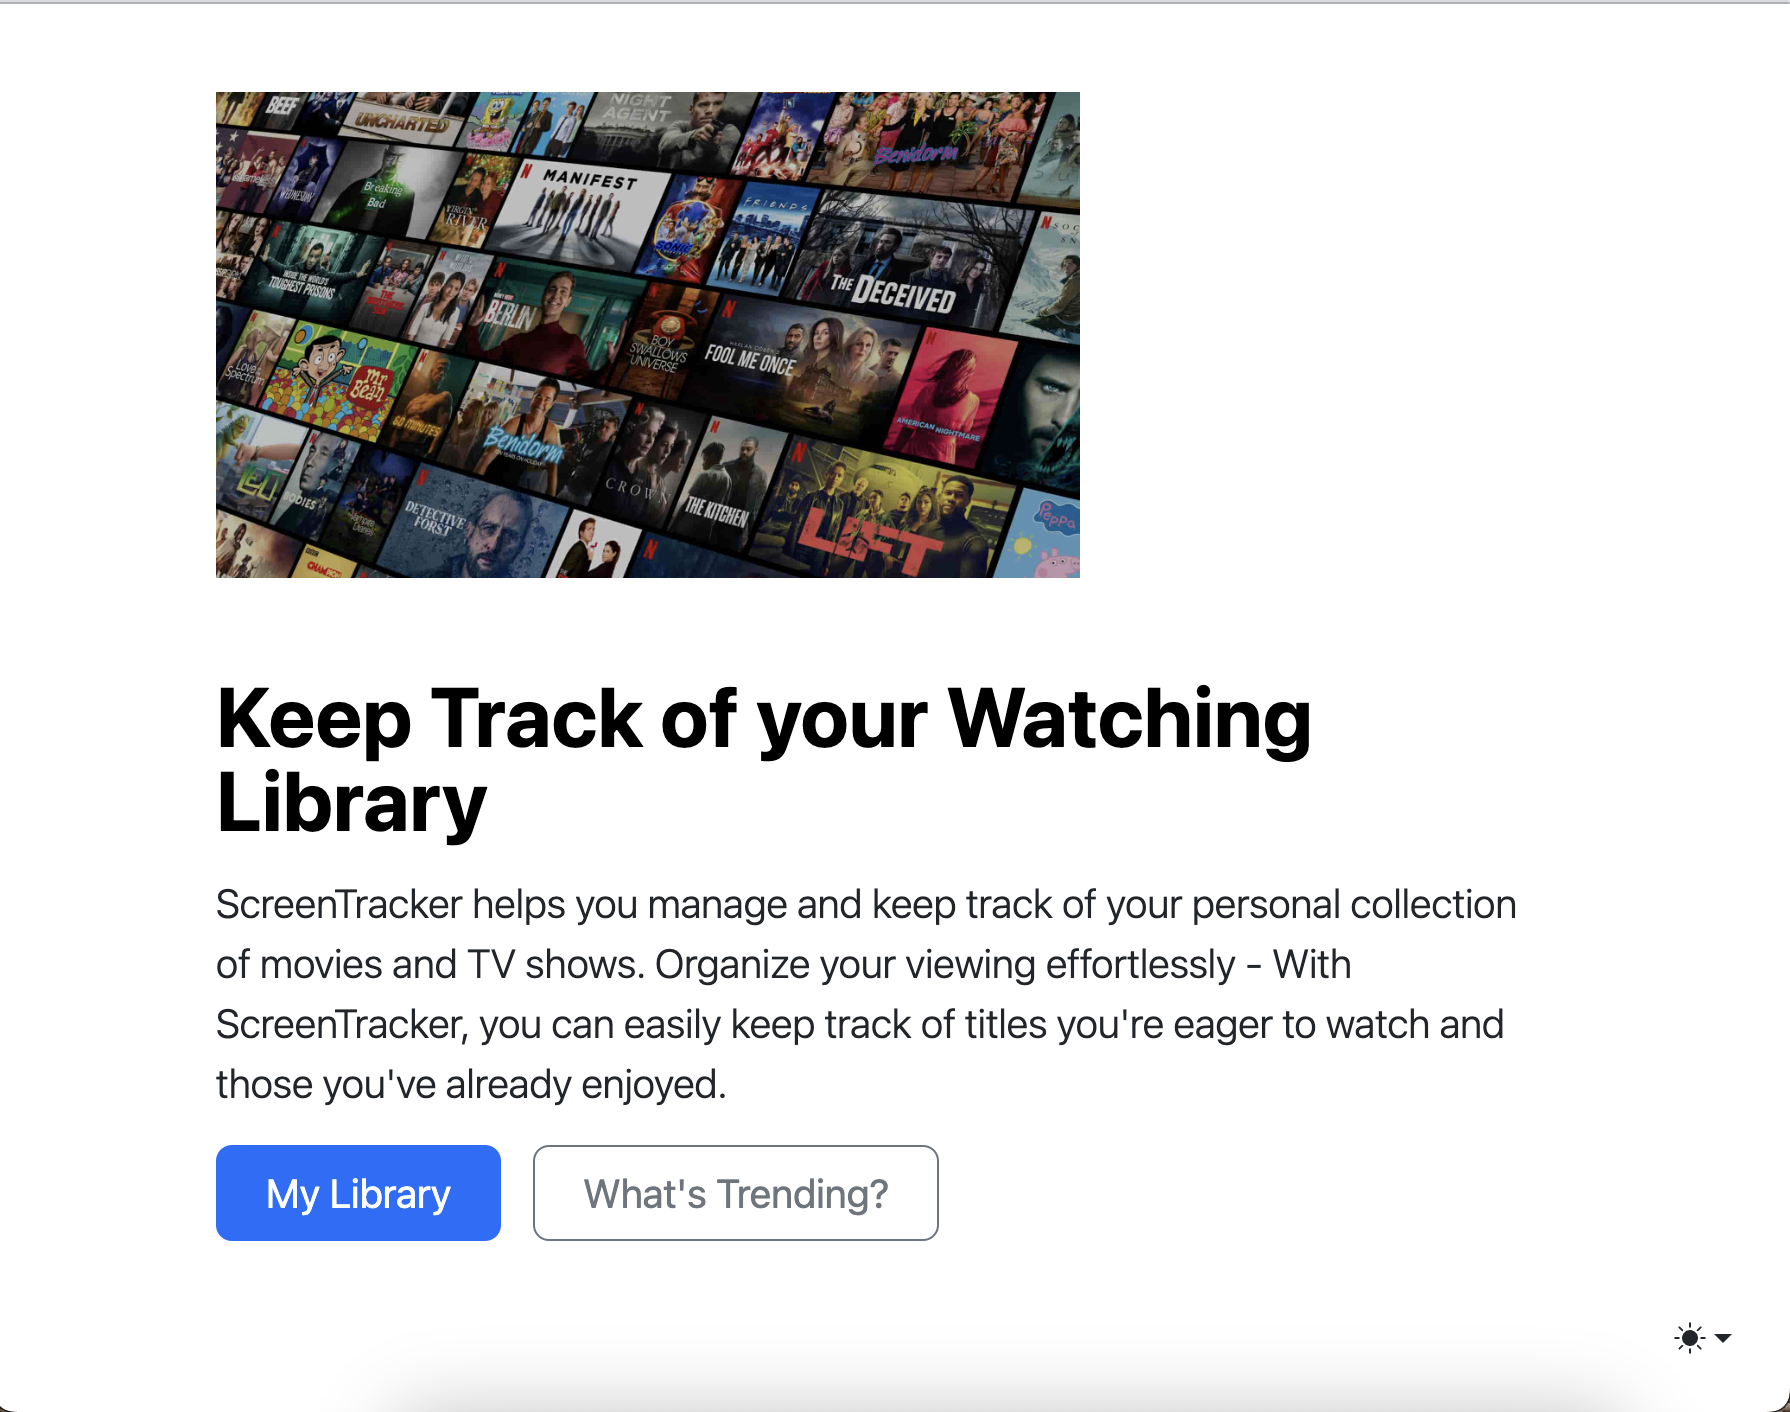 BEEF
UNCHARTED
NIGHT
AGENT
Benidorm
WEDNESDAY
Breaking
Bad
VIRGIN
RIVER
N
MANIFEST
SONIC
FRIENDS
THE DECEIVED
N
INSIDE THE WORLD'S
TOUGHEST PRISONS
BERLIN
BOY
SWALLOWS
UNIVERSE
HARLAN COBEN'S
FOOL ME ONCE
AMERICAN NIGHTMARE
Love on
Spectrum
Mr
Bean
60 MINUTES
Benidorm
CROWN
THE KITCHEN
LIFT
Peppa
LEO
BODIES
Vampire
Diaries
DETECTIVE
FORST
Keep Track of your Watching
Library
ScreenTracker helps you manage and keep track of your personal collection
of movies and TV shows. Organize your viewing effortlessly - With
ScreenTracker, you can easily keep track of titles you're eager to watch and
those you've already enjoyed.
My Library
What's Trending?